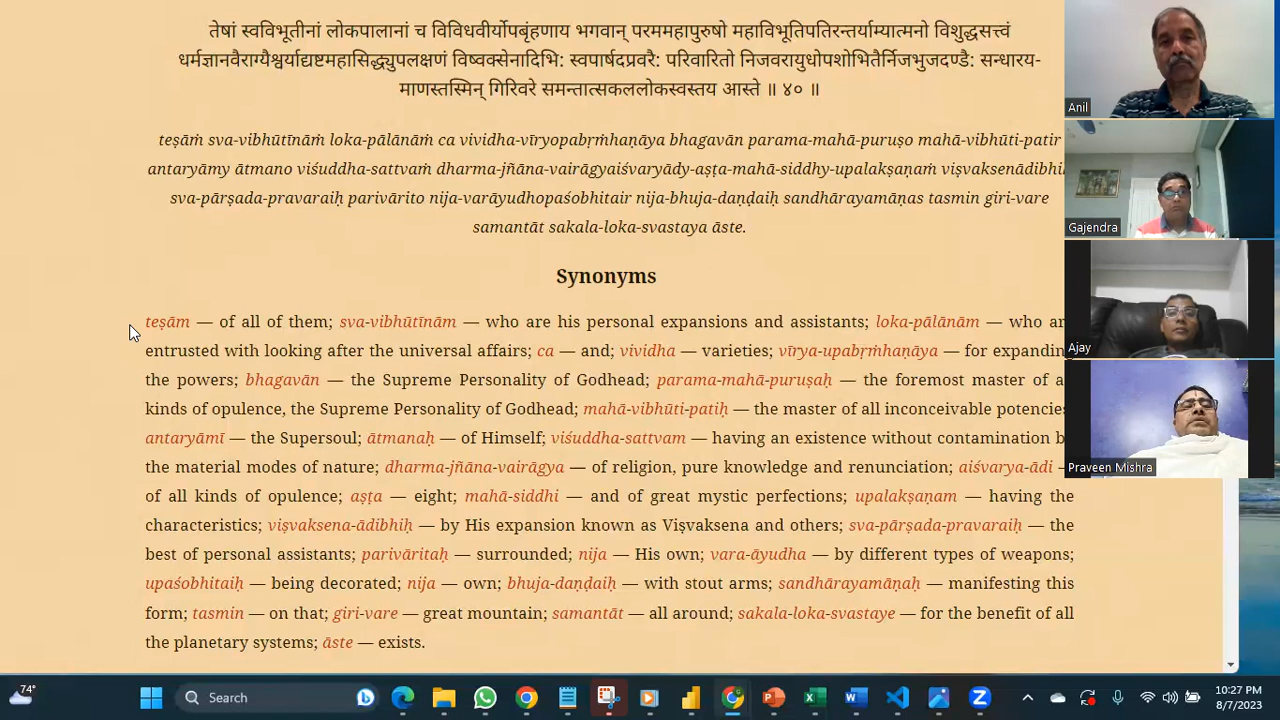 तेषां स्वविभूतीनां लोकपालानां च विविधवीर्योपबृंहणाय भगवान् परममहापुरुषो महाविभूतिपतिरन्तर्याम्यात्मनो विशुद्धसत्त्वं
धर्मज्ञानवैराग्यैश्वर्याद्यष्टमहासिद्ध्युपलक्षणं विष्वक्सेनादिभि: स्वपार्षदप्रवरै: परिवारितो निजवरायुधोपशोभितैर्निजभुजदण्डै: सन्धारय-
माणस्तस्मिन् गिरिवरे समन्तात्सकललोकस्वस्तय आस्ते ॥ ४० ॥
teṣāṁ sva-vibhūtīnāṁ loka-pālānāṁ ca vividha-vīryopabṛṁhaṇāya bhagavān parama-mahā-puruṣo mahā-vibhūti-patir
antaryāmy ātmano viśuddha-sattvaṁ dharma-jñāna-vairāgyaiśvaryādy-aṣṭa-mahā-siddhy-upalakṣaṇaṁ viṣvaksenādibhi
sva-pārṣada-pravaraiḥ parivārito nija-varāyudhopaśobhitair nija-bhuja-daṇḍaiḥ sandhārayamāṇas tasmin giri-vare
samantāt sakala-loka-svastaya āste.
Synonyms
teṣām — of all of them; sva-vibhūtīnām — who are his personal expansions and assistants; loka-pālānām — who ar
entrusted with looking after the universal affairs; ca — and; vividha — varieties; vīrya-upabṛṁhaṇāya — for expandin
the powers; bhagavān — the Supreme Personality of Godhead; parama-mahā-puruṣaḥ — the foremost master of a
kinds of opulence, the Supreme Personality of Godhead; mahā-vibhūti-patiḥ — the master of all inconceivable potencies
antaryāmī — the Supersoul; ātmanaḥ — of Himself; viśuddha-sattvam — having an existence without contamination b
the material modes of nature; dharma-jñāna-vairāgya — of religion, pure knowledge and renunciation; aiśvarya-ādi —
of all kinds of opulence; aṣṭa — eight; mahā-siddhi — and of great mystic perfections; upalakṣaṇam — having the
characteristics; viṣvaksena-ādibhiḥ — by His expansion known as Viṣvaksena and others; sva-pārṣada-pravaraiḥ — the
best of personal assistants; parivāritaḥ — surrounded; nija — His own; vara-āyudha — by different types of weapons;
upaśobhitaiḥ — being decorated; nija — own; bhuja-daṇḍaiḥ — with stout arms; sandhārayamāṇaḥ — manifesting this
form; tasmin — on that; giri-vare — great mountain; samantāt — all around; sakala-loka-svastaye — for the benefit of all
the planetary systems; āste — exists.
Anil
Gajendra
Ajay
Praveen Mishra
74°
Search
10:27 PM
8/7/2023